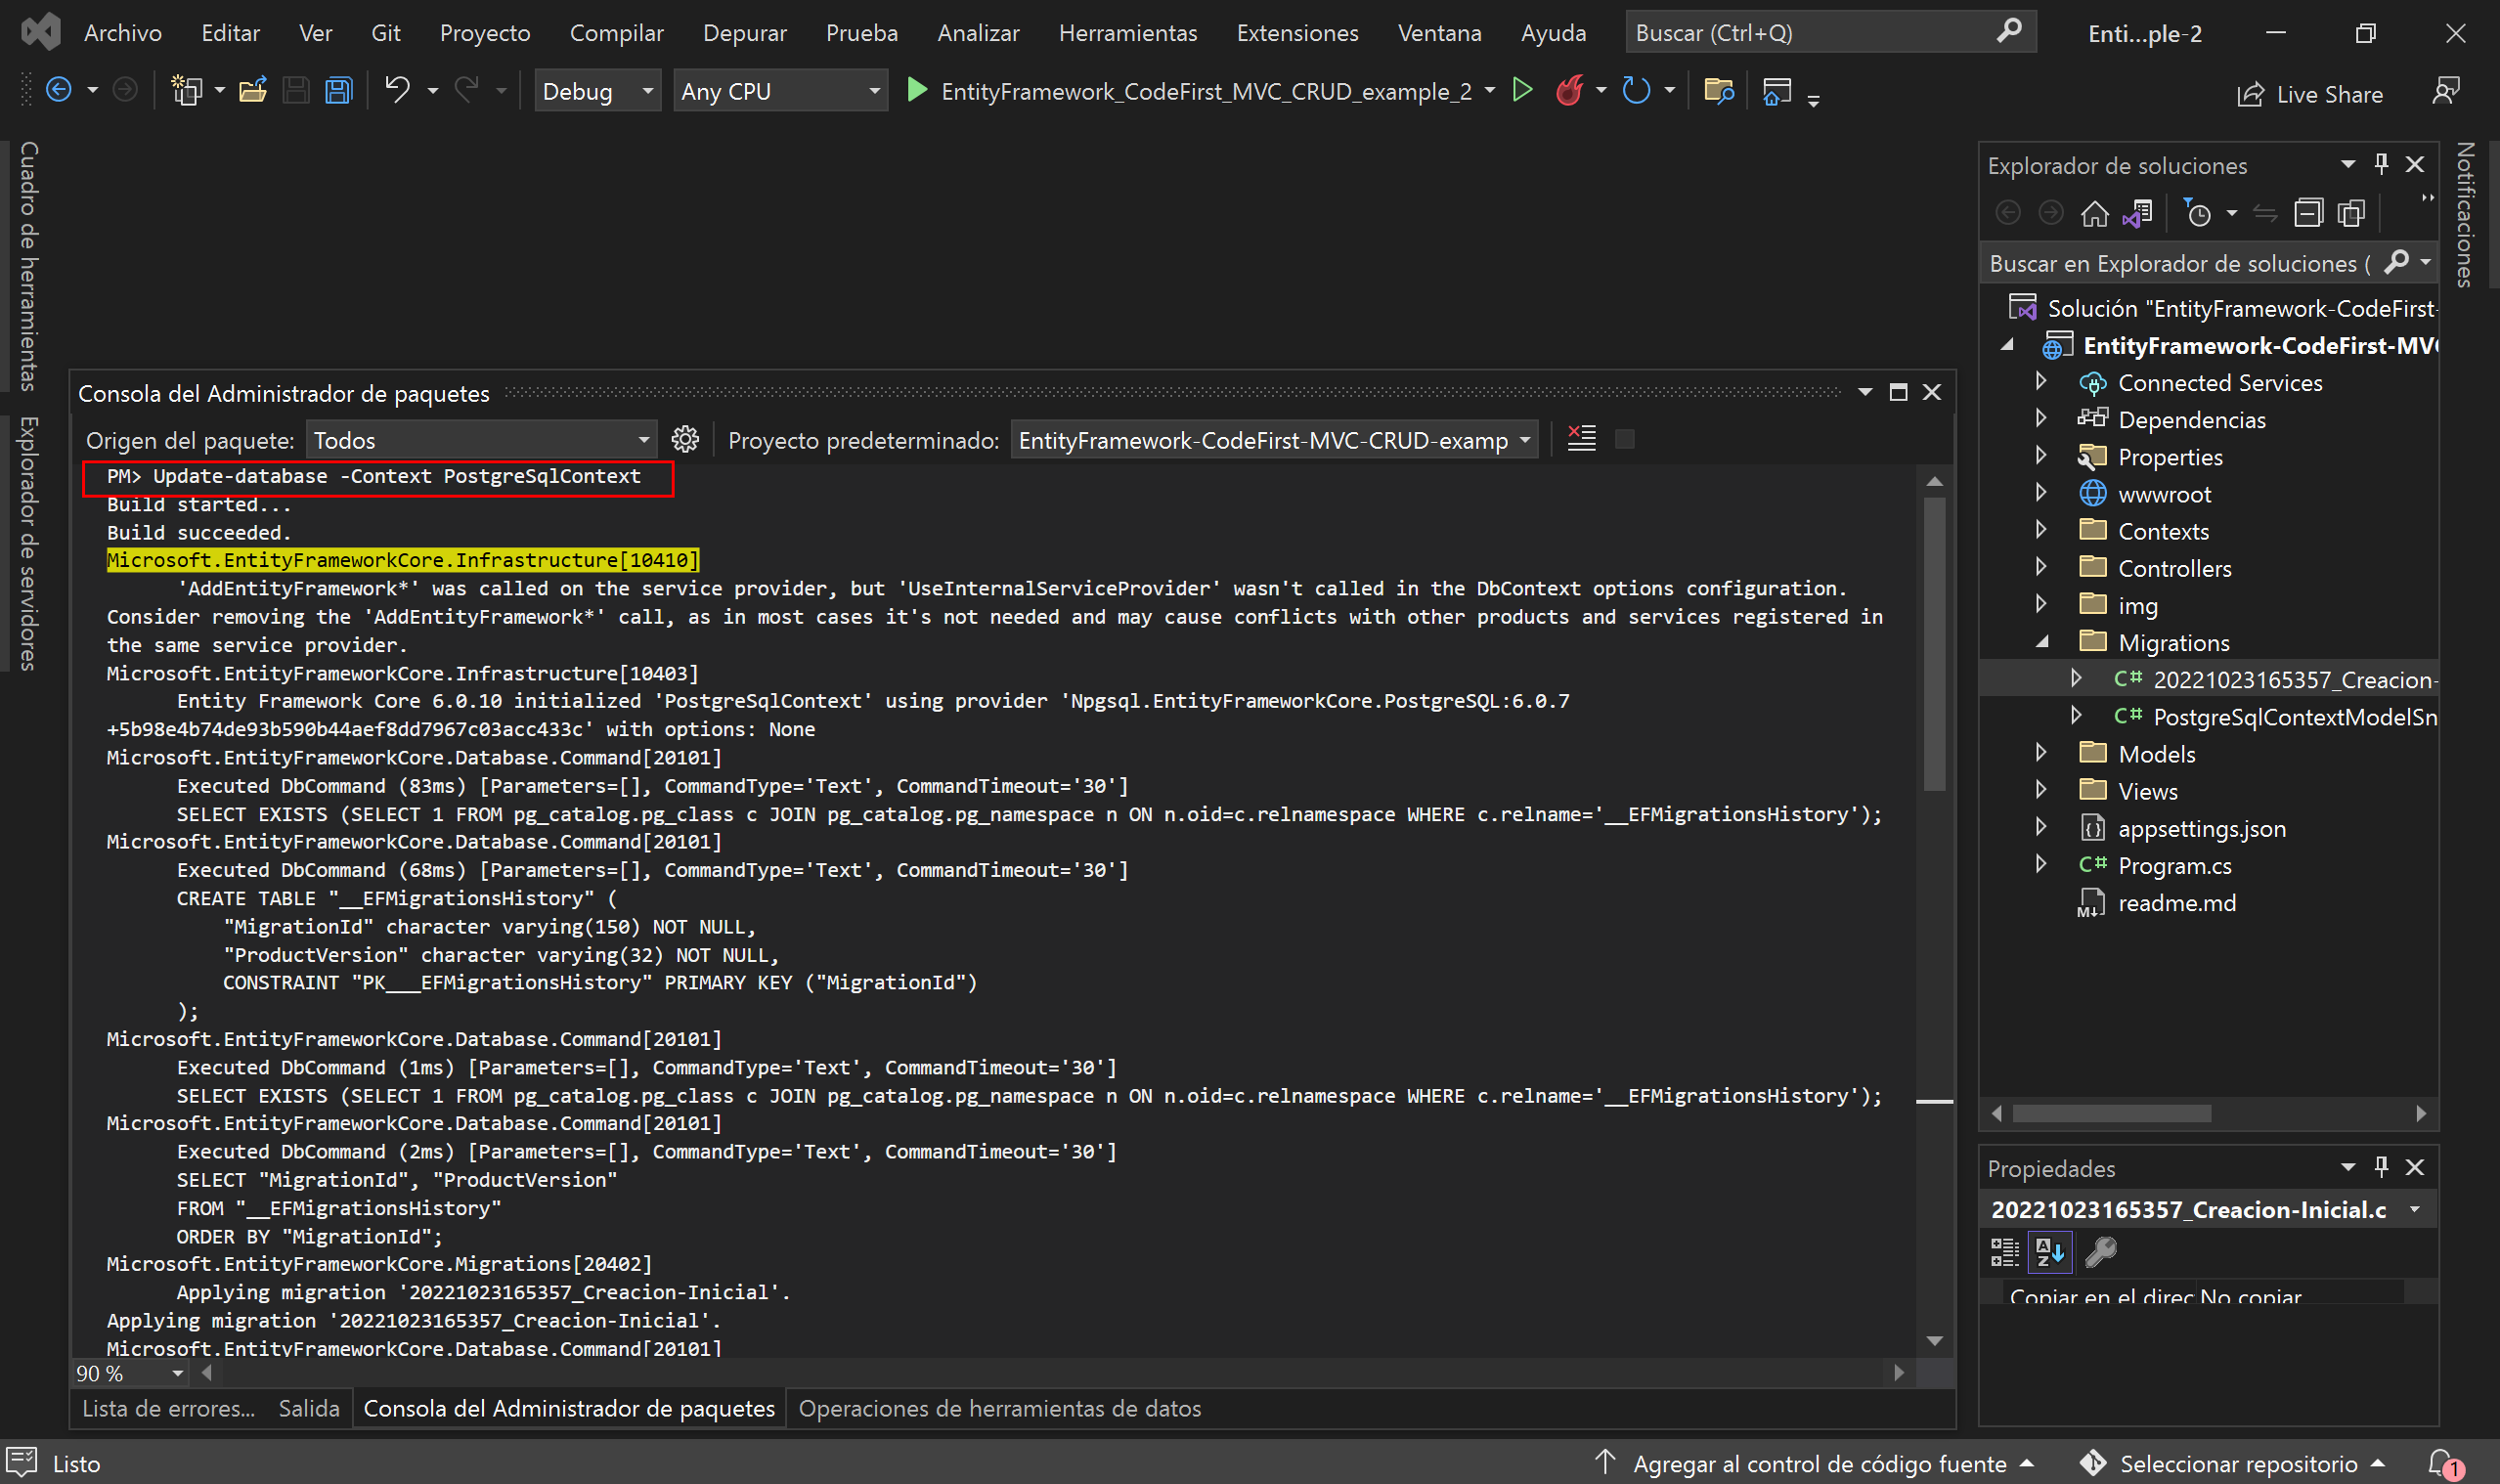 Archivo Editar Ver Git Proyecto Compilar Depurar Prueba Analizar Herramientas Extensiones Ventana Ayuda Buscar (Ctrl+Q) Enti...ple-2
Debug Any CPU EntityFramework_CodeFirst_MVC_CRUD_example_2 Live Share
Cuadro de herramientas
Explorador de servidores
Consola del Administrador de paquetes
Origen del paquete: Todos Proyecto predeterminado: EntityFramework-CodeFirst-MVC-CRUD-examp
PM> Update-database -Context PostgreSqlContext
Build started...
Build succeeded.
Microsoft.EntityFrameworkCore.Infrastructure[10410]
'AddEntityFramework*' was called on the service provider, but 'UseInternalServiceProvider' wasn't called in the DbContext options configuration.
Consider removing the 'AddEntityFramework*' call, as in most cases it's not needed and may cause conflicts with other products and services registered in
the same service provider.
Microsoft.EntityFrameworkCore.Infrastructure[10403]
Entity Framework Core 6.0.10 initialized 'PostgreSqlContext' using provider 'Npgsql.EntityFrameworkCore.PostgreSQL:6.0.7
+5b98e4b74de93b590b44aef8dd7967c03acc433c' with options: None
Microsoft.EntityFrameworkCore.Database.Command[20101]
Executed DbCommand (83ms) [Parameters=[], CommandType='Text', CommandTimeout='30']
SELECT EXISTS (SELECT 1 FROM pg_catalog.pg_class c JOIN pg_catalog.pg_namespace n ON n.oid=c.relnamespace WHERE c.relname='__EFMigrationsHistory');
Microsoft.EntityFrameworkCore.Database.Command[20101]
Executed DbCommand (68ms) [Parameters=[], CommandType='Text', CommandTimeout='30']
CREATE TABLE "__EFMigrationsHistory" (
"MigrationId" character varying(150) NOT NULL,
"ProductVersion" character varying(32) NOT NULL,
CONSTRAINT "PK___EFMigrationsHistory" PRIMARY KEY ("MigrationId")
);
Microsoft.EntityFrameworkCore.Database.Command[20101]
Executed DbCommand (1ms) [Parameters=[], CommandType='Text', CommandTimeout='30']
SELECT EXISTS (SELECT 1 FROM pg_catalog.pg_class c JOIN pg_catalog.pg_namespace n ON n.oid=c.relnamespace WHERE c.relname='__EFMigrationsHistory');
Microsoft.EntityFrameworkCore.Database.Command[20101]
Executed DbCommand (2ms) [Parameters=[], CommandType='Text', CommandTimeout='30']
SELECT "MigrationId", "ProductVersion"
FROM "__EFMigrationsHistory"
ORDER BY "MigrationId";
Microsoft.EntityFrameworkCore.Migrations[20402]
Applying migration '20221023165357_Creacion-Inicial'.
Applying migration '20221023165357_Creacion-Inicial'.
Microsoft.EntityFrameworkCore.Database.Command[20101]
90 %
Lista de errores... Salida Consola del Administrador de paquetes Operaciones de herramientas de datos
Explorador de soluciones
Buscar en Explorador de soluciones (
Solución "EntityFramework-CodeFirst-
EntityFramework-CodeFirst-MVC
Connected Services
Dependencias
Properties
wwwroot
Contexts
Controllers
img
Migrations
C# 20221023165357_Creacion-
C# PostgreSqlContextModelSn
Models
Views
appsettings.json
C# Program.cs
readme.md
Propiedades
20221023165357_Creacion-Inicial.c
Copiar en el direc No copiar
Notificaciones
Listo Agregar al control de código fuente Seleccionar repositorio 1